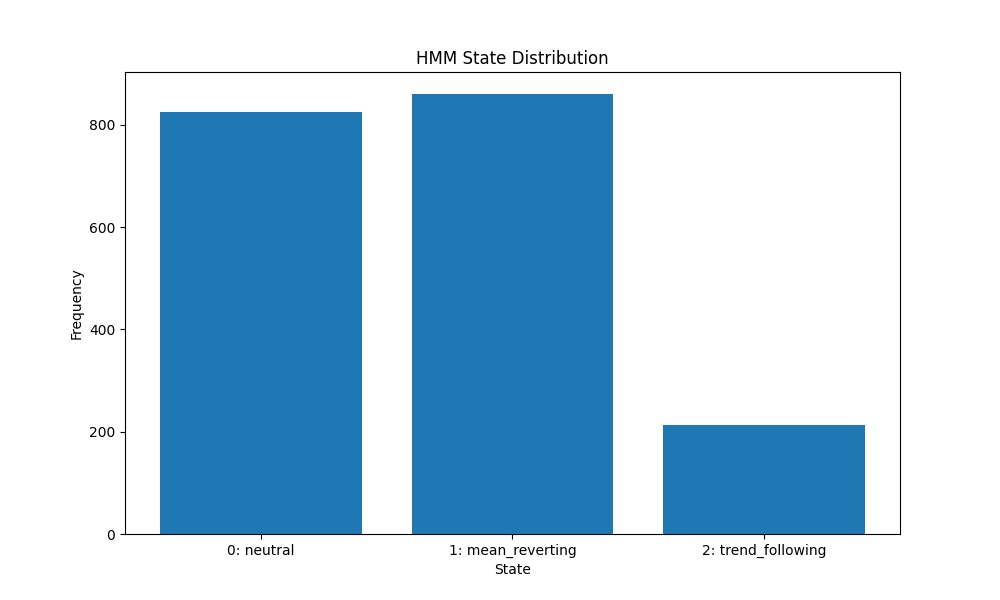 HMM State Distribution
Frequency
800
600
400
200
0
0: neutral
1: mean_reverting
2: trend_following
State